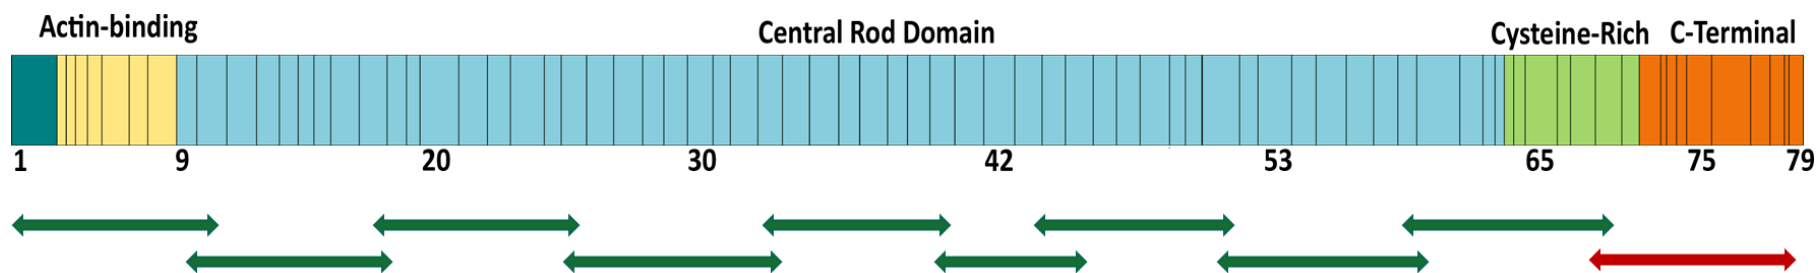 Actin-binding
Central Rod Domain
Cysteine-Rich
C-Terminal
1 9 20 30 42 53 65 75 79